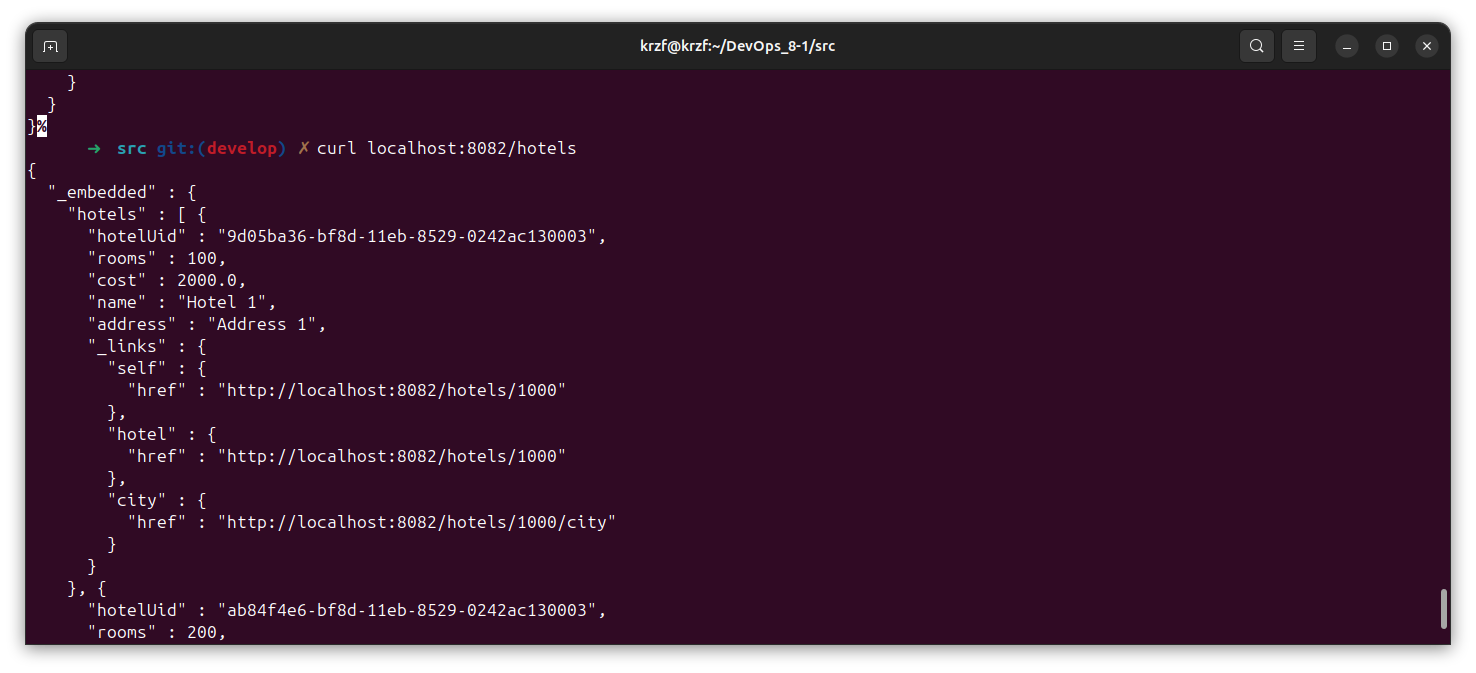 krzf@krzf:~/DevOps_8-1/src
    }
  }
}%
      ➜  src git:(develop) ✗ curl localhost:8082/hotels
{
  "_embedded" : {
    "hotels" : [ {
      "hotelUid" : "9d05ba36-bf8d-11eb-8529-0242ac130003",
      "rooms" : 100,
      "cost" : 2000.0,
      "name" : "Hotel 1",
      "address" : "Address 1",
      "_links" : {
        "self" : {
          "href" : "http://localhost:8082/hotels/1000"
        },
        "hotel" : {
          "href" : "http://localhost:8082/hotels/1000"
        },
        "city" : {
          "href" : "http://localhost:8082/hotels/1000/city"
        }
      }
    }, {
      "hotelUid" : "ab84f4e6-bf8d-11eb-8529-0242ac130003",
      "rooms" : 200,